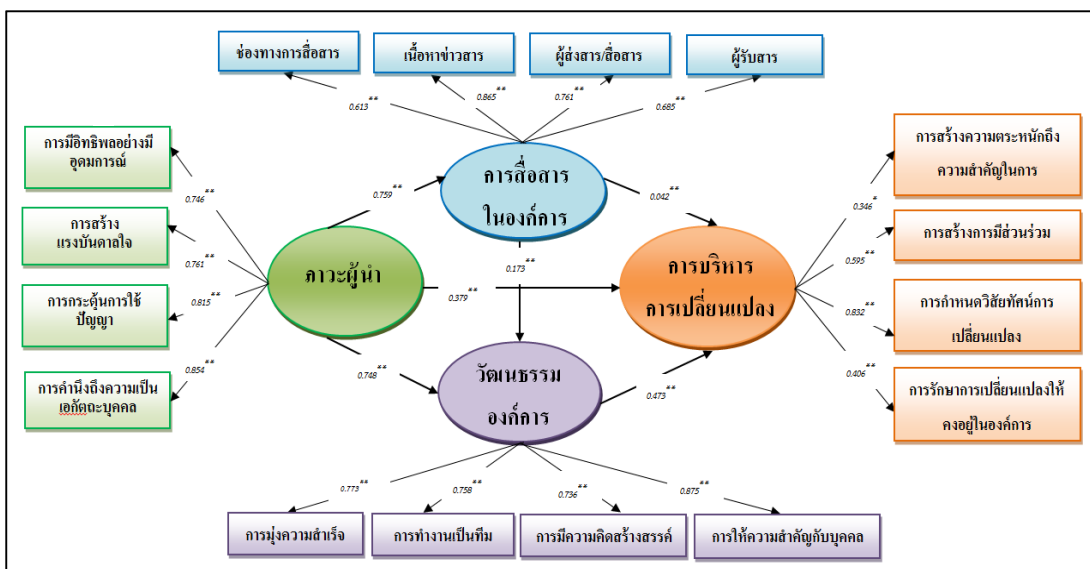 ช่องทางการสื่อสาร
เนื้อหาข่าวสาร
ผู้ส่งสาร/สื่อสาร
ผู้รับสาร
0.613**
0.865**
0.761**
0.685**
การมีอิทธิพลอย่างมี
อุดมการณ์
การสร้าง
แรงบันดาลใจ
การกระตุ้นการใช้
ปัญญา
การคำนึงถึงความเป็น
เอกัตถะบุคคล
0.746**
0.761**
0.815**
0.854**
ภาวะผู้นำ
0.759**
การสื่อสาร
ในองค์การ
0.042**
0.173**
0.379**
0.748**
วัฒนธรรม
องค์การ
0.473**
การบริหาร
การเปลี่ยนแปลง
0.346*
0.595**
0.832**
0.406**
การสร้างความตระหนักถึง
ความสำคัญในการ
การสร้างการมีส่วนร่วม
การกำหนดวิสัยทัศน์การ
เปลี่ยนแปลง
การรักษาการเปลี่ยนแปลงให้
คงอยู่ในองค์การ
0.773**
0.758**
0.736**
0.875**
การมุ่งความสำเร็จ
การทำงานเป็นทีม
การมีความคิดสร้างสรรค์
การให้ความสำคัญกับบุคคล